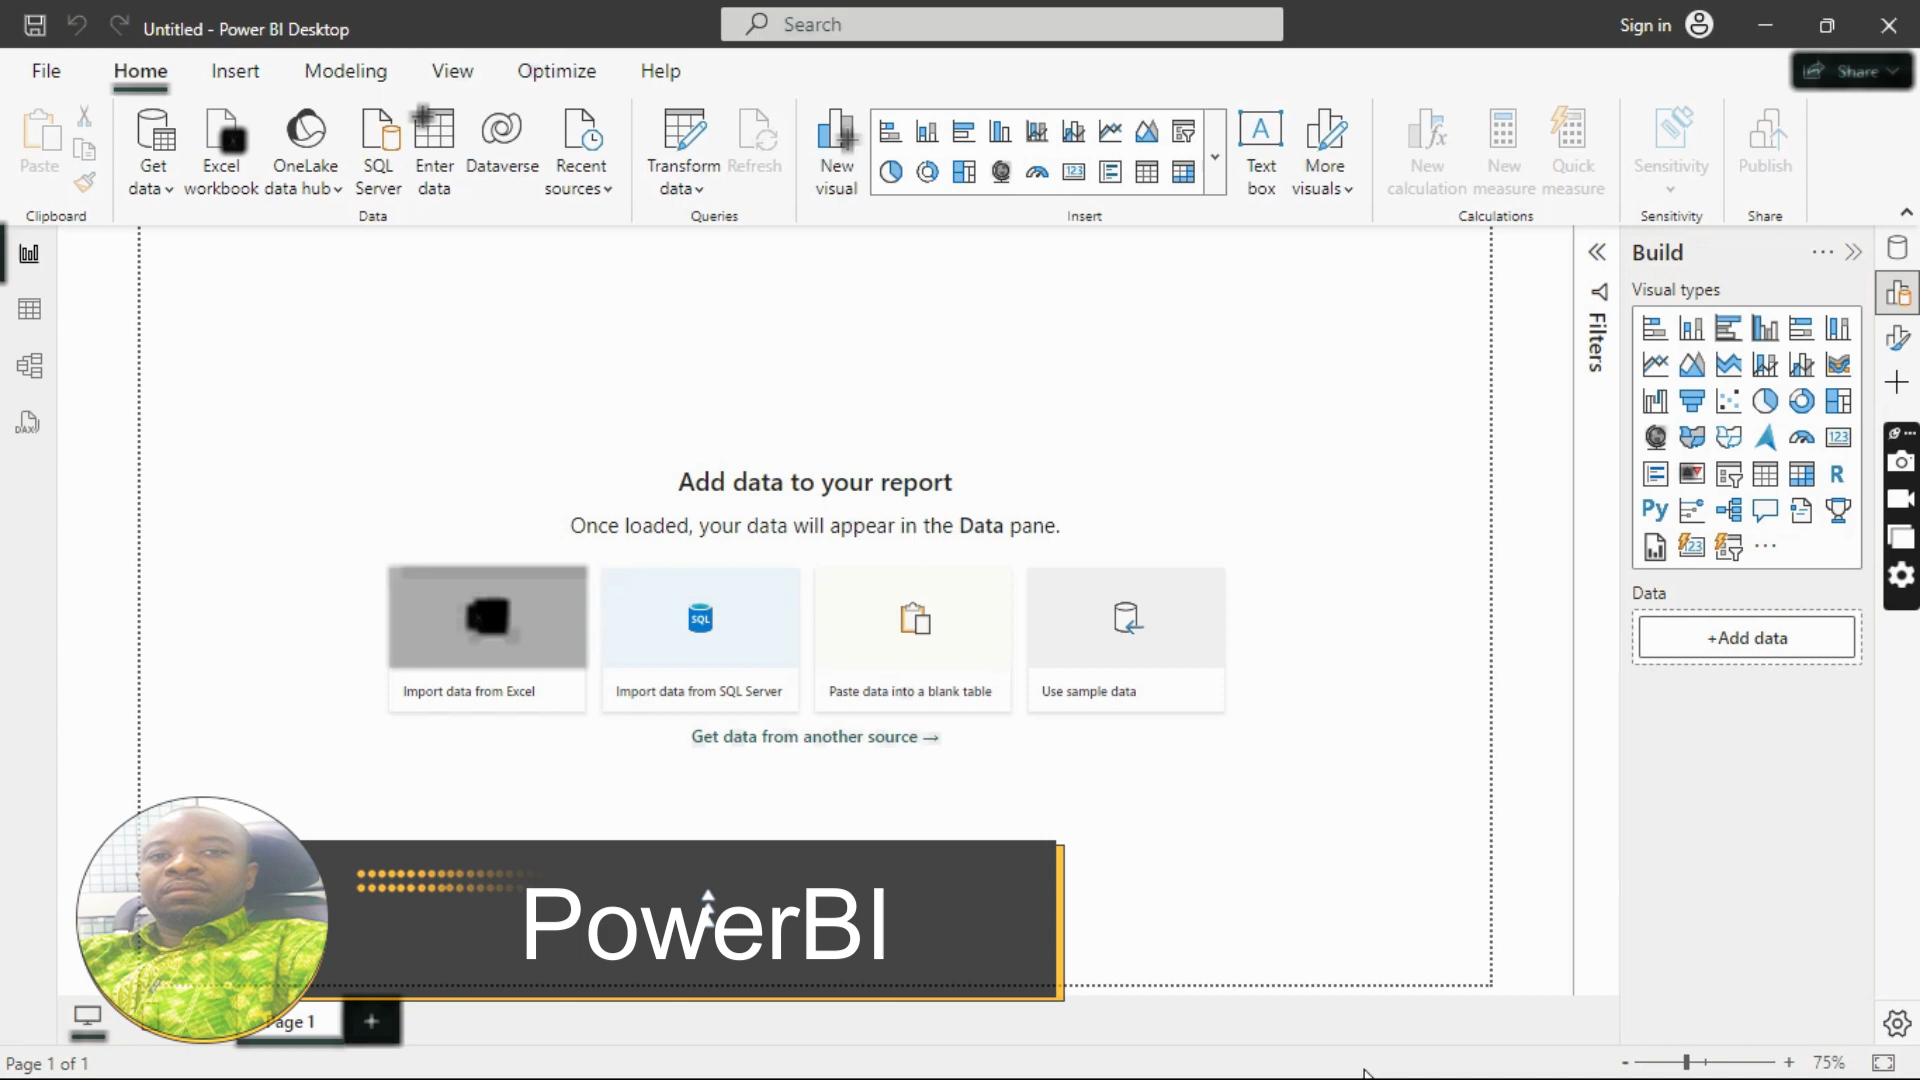 Untitled - Power BI Desktop
Search
Sign in
File
Home
Insert
Modeling
View
Optimize
Help
Share
Paste
Get data
Excel workbook
OneLake data hub
SQL Server
Enter data
Dataverse
Recent sources
Transform data
Refresh
New visual
A
123
Text box
More visuals
New calculation
New measure
Quick measure
Sensitivity
Publish
Clipboard
Data
Queries
Insert
Calculations
Sensitivity
Share
DAX
Filters
Build
Visual types
123
R
Py
123
Data
+Add data
Add data to your report
Once loaded, your data will appear in the Data pane.
SQL
Import data from Excel
Import data from SQL Server
Paste data into a blank table
Use sample data
Get data from another source →
PowerBI
Page 1
+
Page 1 of 1
- + 75%